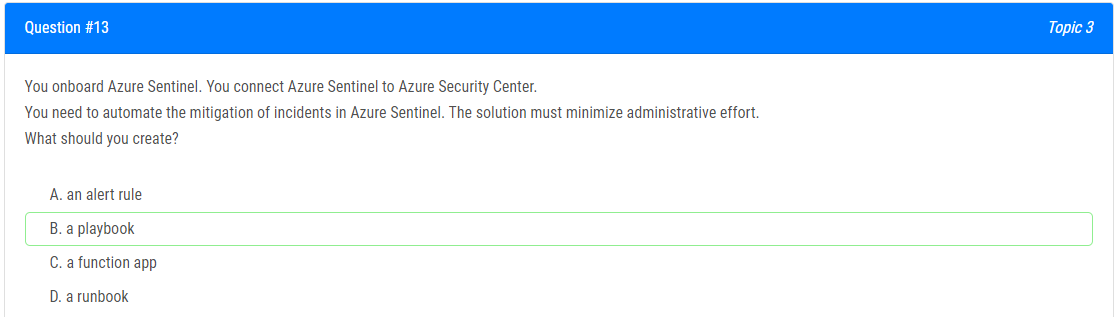 Question #13
Topic 3
You onboard Azure Sentinel. You connect Azure Sentinel to Azure Security Center.
You need to automate the mitigation of incidents in Azure Sentinel. The solution must minimize administrative effort.
What should you create?
A. an alert rule
B. a playbook
C. a function app
D. a runbook